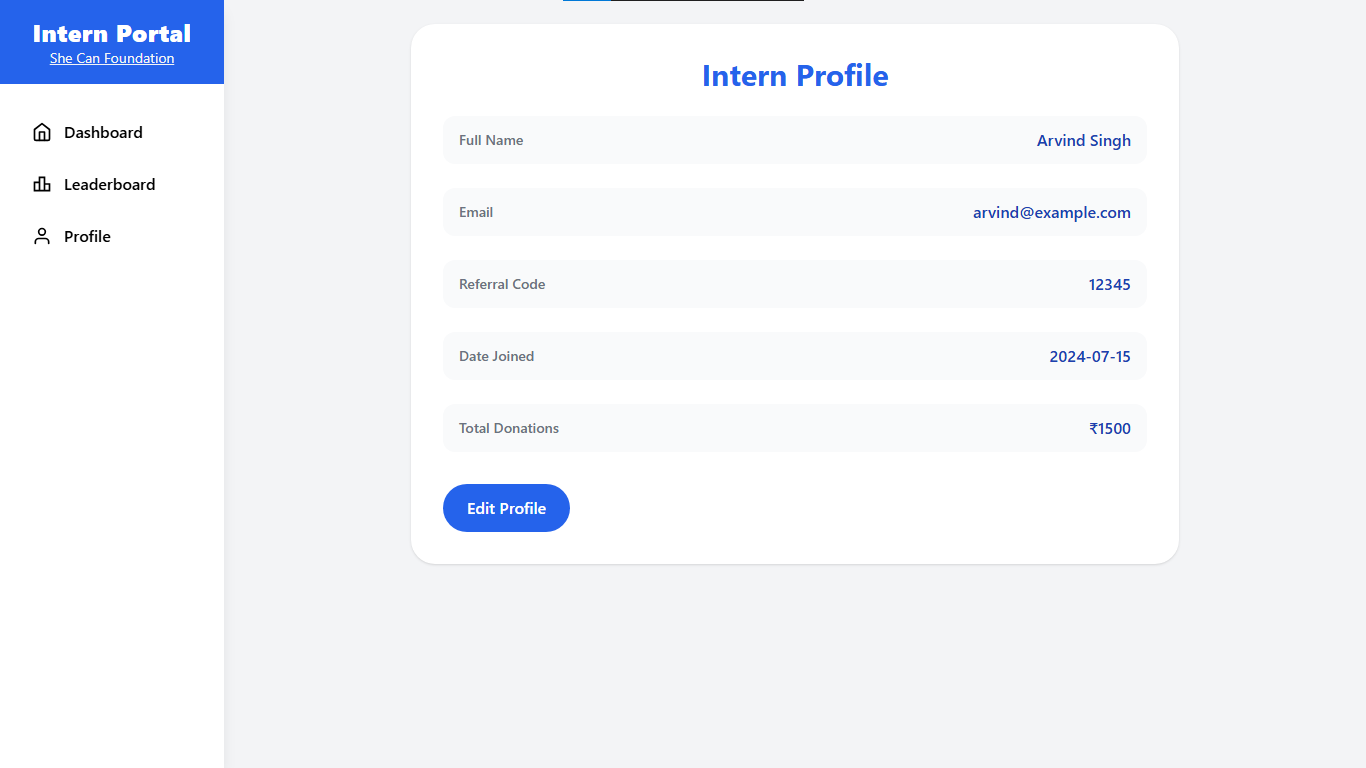 Intern Portal
She Can Foundation
Dashboard
Leaderboard
Profile
Intern Profile
Full Name Arvind Singh
Email arvind@example.com
Referral Code 12345
Date Joined 2024-07-15
Total Donations ₹1500
Edit Profile